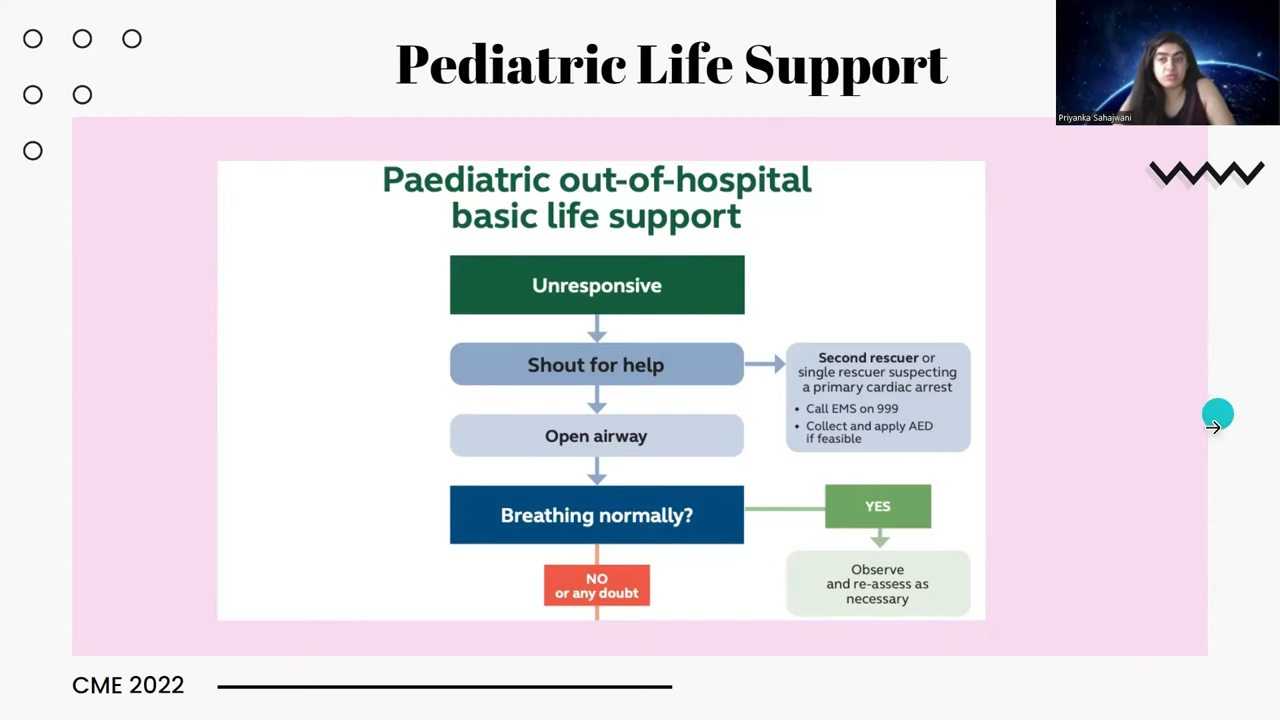 Pediatric Life Support
Priyanka Sahajwani
Paediatric out-of-hospital
basic life support
Unresponsive
Shout for help
Second rescuer or
single rescuer suspecting
a primary cardiac arrest
• Call EMS on 999
• Collect and apply AED
if feasible
Open airway
Breathing normally?
YES
NO
or any doubt
Observe
and re-assess as
necessary
CME 2022